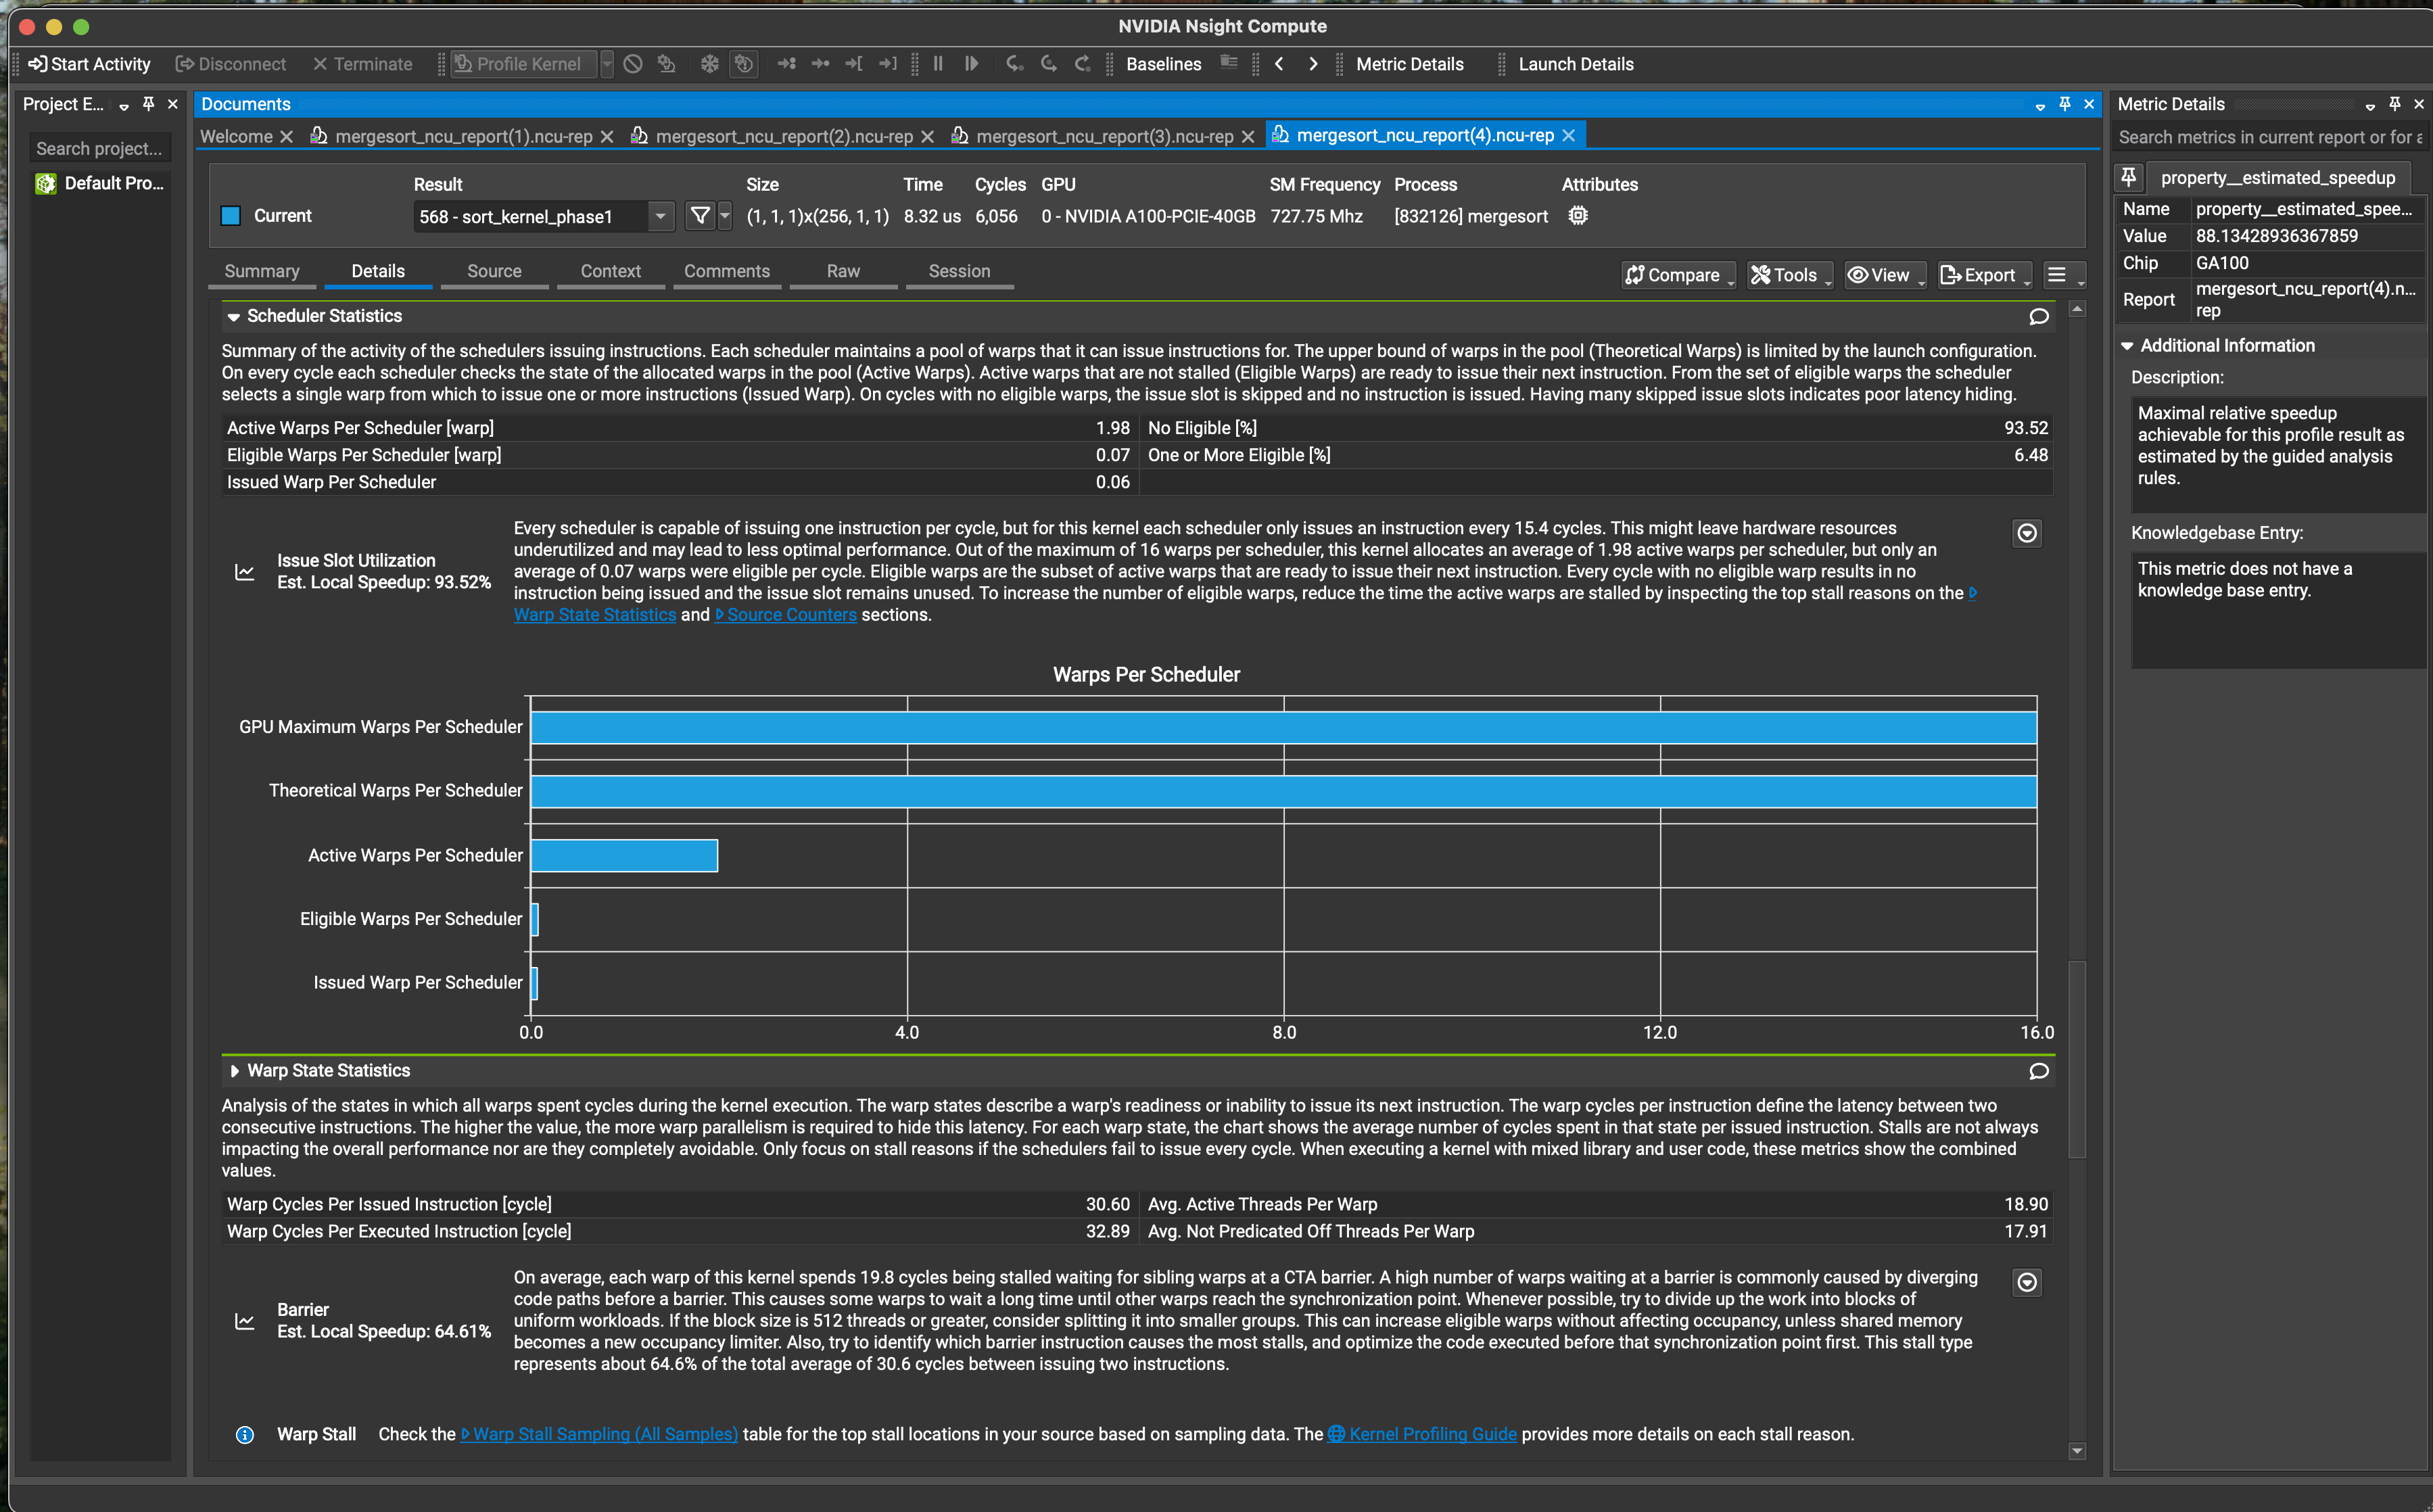 NVIDIA Nsight Compute
Start Activity Disconnect Terminate Profile Kernel Baselines Metric Details Launch Details
Project E...
Search project...
Default Pro...
Documents
Welcome mergesort_ncu_report(1).ncu-rep mergesort_ncu_report(2).ncu-rep mergesort_ncu_report(3).ncu-rep mergesort_ncu_report(4).ncu-rep
Result Size Time Cycles GPU SM Frequency Process Attributes
Current 568 - sort_kernel_phase1 (1, 1, 1)x(256, 1, 1) 8.32 us 6,056 0 - NVIDIA A100-PCIE-40GB 727.75 Mhz [832126] mergesort
Summary Details Source Context Comments Raw Session Compare Tools View Export
Scheduler Statistics
Summary of the activity of the schedulers issuing instructions. Each scheduler maintains a pool of warps that it can issue instructions for. The upper bound of warps in the pool (Theoretical Warps) is limited by the launch configuration.
On every cycle each scheduler checks the state of the allocated warps in the pool (Active Warps). Active warps that are not stalled (Eligible Warps) are ready to issue their next instruction. From the set of eligible warps the scheduler
selects a single warp from which to issue one or more instructions (Issued Warp). On cycles with no eligible warps, the issue slot is skipped and no instruction is issued. Having many skipped issue slots indicates poor latency hiding.
Active Warps Per Scheduler [warp] 1.98 No Eligible [%] 93.52
Eligible Warps Per Scheduler [warp] 0.07 One or More Eligible [%] 6.48
Issued Warp Per Scheduler 0.06
Issue Slot Utilization
Est. Local Speedup: 93.52%
Every scheduler is capable of issuing one instruction per cycle, but for this kernel each scheduler only issues an instruction every 15.4 cycles. This might leave hardware resources
underutilized and may lead to less optimal performance. Out of the maximum of 16 warps per scheduler, this kernel allocates an average of 1.98 active warps per scheduler, but only an
average of 0.07 warps were eligible per cycle. Eligible warps are the subset of active warps that are ready to issue their next instruction. Every cycle with no eligible warp results in no
instruction being issued and the issue slot remains unused. To increase the number of eligible warps, reduce the time the active warps are stalled by inspecting the top stall reasons on the
Warp State Statistics and Source Counters sections.
Warps Per Scheduler
GPU Maximum Warps Per Scheduler
Theoretical Warps Per Scheduler
Active Warps Per Scheduler
Eligible Warps Per Scheduler
Issued Warp Per Scheduler
0.0 4.0 8.0 12.0 16.0
Warp State Statistics
Analysis of the states in which all warps spent cycles during the kernel execution. The warp states describe a warp's readiness or inability to issue its next instruction. The warp cycles per instruction define the latency between two
consecutive instructions. The higher the value, the more warp parallelism is required to hide this latency. For each warp state, the chart shows the average number of cycles spent in that state per issued instruction. Stalls are not always
impacting the overall performance nor are they completely avoidable. Only focus on stall reasons if the schedulers fail to issue every cycle. When executing a kernel with mixed library and user code, these metrics show the combined
values.
Warp Cycles Per Issued Instruction [cycle] 30.60 Avg. Active Threads Per Warp 18.90
Warp Cycles Per Executed Instruction [cycle] 32.89 Avg. Not Predicated Off Threads Per Warp 17.91
Barrier
Est. Local Speedup: 64.61%
On average, each warp of this kernel spends 19.8 cycles being stalled waiting for sibling warps at a CTA barrier. A high number of warps waiting at a barrier is commonly caused by diverging
code paths before a barrier. This causes some warps to wait a long time until other warps reach the synchronization point. Whenever possible, try to divide up the work into blocks of
uniform workloads. If the block size is 512 threads or greater, consider splitting it into smaller groups. This can increase eligible warps without affecting occupancy, unless shared memory
becomes a new occupancy limiter. Also, try to identify which barrier instruction causes the most stalls, and optimize the code executed before that synchronization point first. This stall type
represents about 64.6% of the total average of 30.6 cycles between issuing two instructions.
Warp Stall Check the Warp Stall Sampling (All Samples) table for the top stall locations in your source based on sampling data. The Kernel Profiling Guide provides more details on each stall reason.
Metric Details
Search metrics in current report or for a
property__estimated_speedup
Name property__estimated_spee...
Value 88.13428936367859
Chip GA100
Report mergesort_ncu_report(4).n...
rep
Additional Information
Description:
Maximal relative speedup
achievable for this profile result as
estimated by the guided analysis
rules.
Knowledgebase Entry:
This metric does not have a
knowledge base entry.